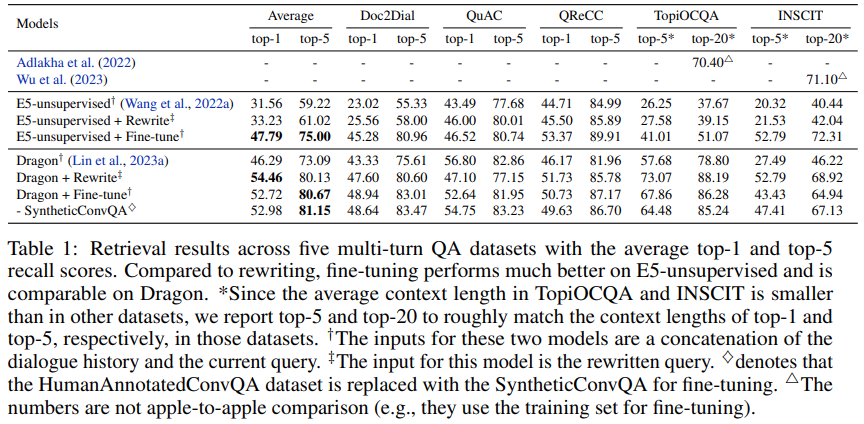 Models Average Doc2Dial QuAC QReCC TopiOCQA INSCIT
top-1 top-5 top-1 top-5 top-1 top-5 top-1 top-5 top-5* top-20* top-5* top-20*
Adlakha et al. (2022) - - - - - - - - - 70.40△ - -
Wu et al. (2023) - - - - - - - - - - - 71.10△
E5-unsupervised† (Wang et al., 2022a) 31.56 59.22 23.02 55.33 43.49 77.68 44.71 84.99 26.25 37.67 20.32 40.44
E5-unsupervised + Rewrite‡ 33.23 61.02 25.56 58.00 46.00 80.01 45.50 85.89 27.58 39.15 21.53 42.04
E5-unsupervised + Fine-tune† 47.79 75.00 45.28 80.96 46.52 80.74 53.37 89.91 41.01 51.07 52.79 72.31
Dragon† (Lin et al., 2023a) 46.29 73.09 43.33 75.61 56.80 82.86 46.17 81.96 57.68 78.80 27.49 46.22
Dragon + Rewrite‡ 54.46 80.13 47.60 80.60 47.10 77.15 51.73 85.78 73.07 88.19 52.79 68.92
Dragon + Fine-tune† 52.72 80.67 48.94 83.01 52.64 81.95 50.73 87.17 67.86 86.28 43.43 64.94
- SyntheticConvQA♢ 52.98 81.15 48.64 83.47 54.75 83.23 49.63 86.70 64.48 85.24 47.41 67.13
Table 1: Retrieval results across five multi-turn QA datasets with the average top-1 and top-5
recall scores. Compared to rewriting, fine-tuning performs much better on E5-unsupervised and is
comparable on Dragon. *Since the average context length in TopiOCQA and INSCIT is smaller
than in other datasets, we report top-5 and top-20 to roughly match the context lengths of top-1 and
top-5, respectively, in those datasets. †The inputs for these two models are a concatenation of the
dialogue history and the current query. ‡The input for this model is the rewritten query. ♢denotes that
the HumanAnnotatedConvQA dataset is replaced with the SyntheticConvQA for fine-tuning. △The
numbers are not apple-to-apple comparison (e.g., they use the training set for fine-tuning).